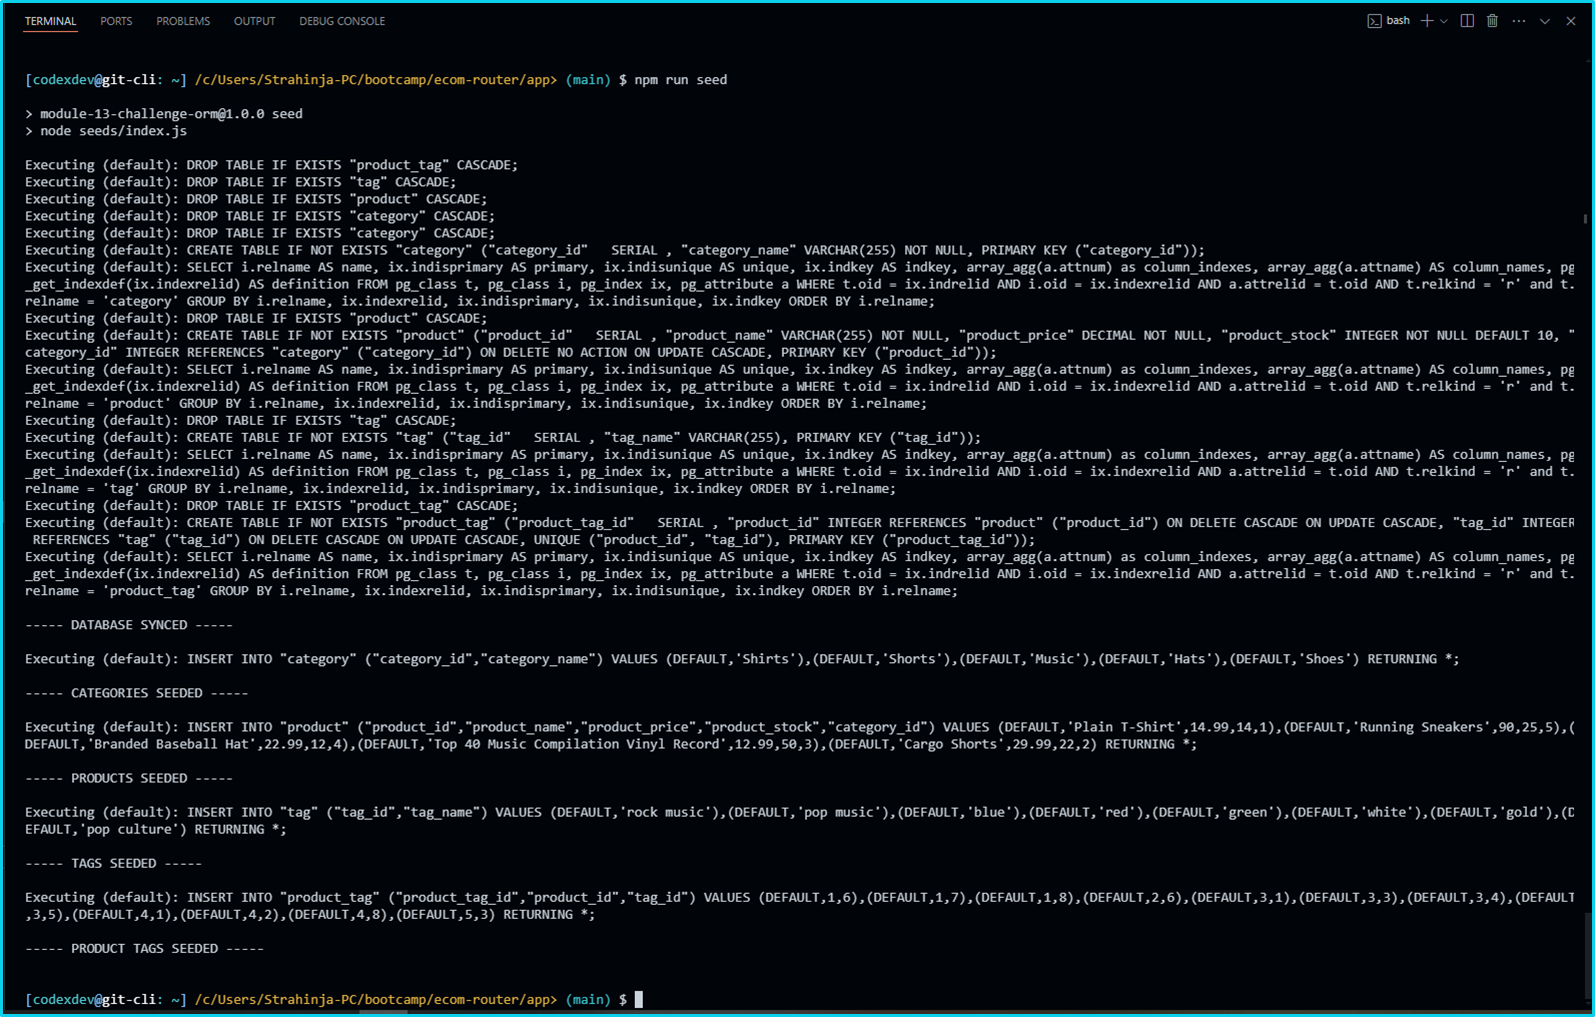 TERMINAL PORTS PROBLEMS OUTPUT DEBUG CONSOLE bash
[codexdev@git-cli: ~] /c/Users/Strahinja-PC/bootcamp/ecom-router/app> (main) $ npm run seed
> module-13-challenge-orm@1.0.0 seed
> node seeds/index.js
Executing (default): DROP TABLE IF EXISTS "product_tag" CASCADE;
Executing (default): DROP TABLE IF EXISTS "tag" CASCADE;
Executing (default): DROP TABLE IF EXISTS "product" CASCADE;
Executing (default): DROP TABLE IF EXISTS "category" CASCADE;
Executing (default): DROP TABLE IF EXISTS "category" CASCADE;
Executing (default): CREATE TABLE IF NOT EXISTS "category" ("category_id"   SERIAL , "category_name" VARCHAR(255) NOT NULL, PRIMARY KEY ("category_id"));
Executing (default): SELECT i.relname AS name, ix.indisprimary AS primary, ix.indisunique AS unique, ix.indkey AS indkey, array_agg(a.attnum) as column_indexes, array_agg(a.attname) AS column_names, pg
_get_indexdef(ix.indexrelid) AS definition FROM pg_class t, pg_class i, pg_index ix, pg_attribute a WHERE t.oid = ix.indrelid AND i.oid = ix.indexrelid AND a.attrelid = t.oid AND t.relkind = 'r' and t.
relname = 'category' GROUP BY i.relname, ix.indexrelid, ix.indisprimary, ix.indisunique, ix.indkey ORDER BY i.relname;
Executing (default): DROP TABLE IF EXISTS "product" CASCADE;
Executing (default): CREATE TABLE IF NOT EXISTS "product" ("product_id"   SERIAL , "product_name" VARCHAR(255) NOT NULL, "product_price" DECIMAL NOT NULL, "product_stock" INTEGER NOT NULL DEFAULT 10, "
category_id" INTEGER REFERENCES "category" ("category_id") ON DELETE NO ACTION ON UPDATE CASCADE, PRIMARY KEY ("product_id"));
Executing (default): SELECT i.relname AS name, ix.indisprimary AS primary, ix.indisunique AS unique, ix.indkey AS indkey, array_agg(a.attnum) as column_indexes, array_agg(a.attname) AS column_names, pg
_get_indexdef(ix.indexrelid) AS definition FROM pg_class t, pg_class i, pg_index ix, pg_attribute a WHERE t.oid = ix.indrelid AND i.oid = ix.indexrelid AND a.attrelid = t.oid AND t.relkind = 'r' and t.
relname = 'product' GROUP BY i.relname, ix.indexrelid, ix.indisprimary, ix.indisunique, ix.indkey ORDER BY i.relname;
Executing (default): DROP TABLE IF EXISTS "tag" CASCADE;
Executing (default): CREATE TABLE IF NOT EXISTS "tag" ("tag_id"   SERIAL , "tag_name" VARCHAR(255), PRIMARY KEY ("tag_id"));
Executing (default): SELECT i.relname AS name, ix.indisprimary AS primary, ix.indisunique AS unique, ix.indkey AS indkey, array_agg(a.attnum) as column_indexes, array_agg(a.attname) AS column_names, pg
_get_indexdef(ix.indexrelid) AS definition FROM pg_class t, pg_class i, pg_index ix, pg_attribute a WHERE t.oid = ix.indrelid AND i.oid = ix.indexrelid AND a.attrelid = t.oid AND t.relkind = 'r' and t.
relname = 'tag' GROUP BY i.relname, ix.indexrelid, ix.indisprimary, ix.indisunique, ix.indkey ORDER BY i.relname;
Executing (default): DROP TABLE IF EXISTS "product_tag" CASCADE;
Executing (default): CREATE TABLE IF NOT EXISTS "product_tag" ("product_tag_id"   SERIAL , "product_id" INTEGER REFERENCES "product" ("product_id") ON DELETE CASCADE ON UPDATE CASCADE, "tag_id" INTEGER
 REFERENCES "tag" ("tag_id") ON DELETE CASCADE ON UPDATE CASCADE, UNIQUE ("product_id", "tag_id"), PRIMARY KEY ("product_tag_id"));
Executing (default): SELECT i.relname AS name, ix.indisprimary AS primary, ix.indisunique AS unique, ix.indkey AS indkey, array_agg(a.attnum) as column_indexes, array_agg(a.attname) AS column_names, pg
_get_indexdef(ix.indexrelid) AS definition FROM pg_class t, pg_class i, pg_index ix, pg_attribute a WHERE t.oid = ix.indrelid AND i.oid = ix.indexrelid AND a.attrelid = t.oid AND t.relkind = 'r' and t.
relname = 'product_tag' GROUP BY i.relname, ix.indexrelid, ix.indisprimary, ix.indisunique, ix.indkey ORDER BY i.relname;
----- DATABASE SYNCED -----
Executing (default): INSERT INTO "category" ("category_id","category_name") VALUES (DEFAULT,'Shirts'),(DEFAULT,'Shorts'),(DEFAULT,'Music'),(DEFAULT,'Hats'),(DEFAULT,'Shoes') RETURNING *;
----- CATEGORIES SEEDED -----
Executing (default): INSERT INTO "product" ("product_id","product_name","product_price","product_stock","category_id") VALUES (DEFAULT,'Plain T-Shirt',14.99,14,1),(DEFAULT,'Running Sneakers',90,25,5),(
DEFAULT,'Branded Baseball Hat',22.99,12,4),(DEFAULT,'Top 40 Music Compilation Vinyl Record',12.99,50,3),(DEFAULT,'Cargo Shorts',29.99,22,2) RETURNING *;
----- PRODUCTS SEEDED -----
Executing (default): INSERT INTO "tag" ("tag_id","tag_name") VALUES (DEFAULT,'rock music'),(DEFAULT,'pop music'),(DEFAULT,'blue'),(DEFAULT,'red'),(DEFAULT,'green'),(DEFAULT,'white'),(DEFAULT,'gold'),(D
EFAULT,'pop culture') RETURNING *;
----- TAGS SEEDED -----
Executing (default): INSERT INTO "product_tag" ("product_tag_id","product_id","tag_id") VALUES (DEFAULT,1,6),(DEFAULT,1,7),(DEFAULT,1,8),(DEFAULT,2,6),(DEFAULT,3,1),(DEFAULT,3,3),(DEFAULT,3,4),(DEFAULT
,3,5),(DEFAULT,4,1),(DEFAULT,4,2),(DEFAULT,4,8),(DEFAULT,5,3) RETURNING *;
----- PRODUCT TAGS SEEDED -----
[codexdev@git-cli: ~] /c/Users/Strahinja-PC/bootcamp/ecom-router/app> (main) $